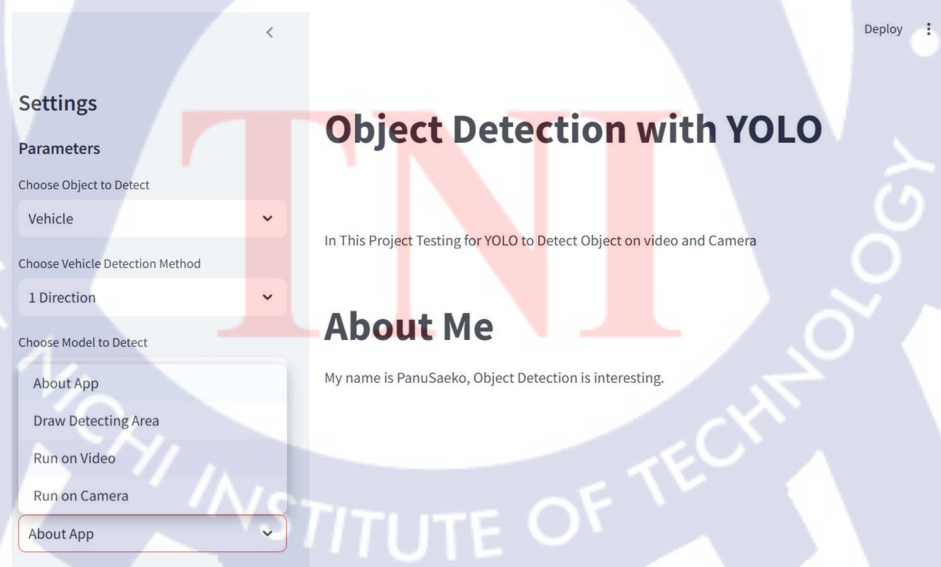 Deploy
Settings
Parameters
Choose Object to Detect
Vehicle
Choose Vehicle Detection Method
1 Direction
Choose Model to Detect
About App
Draw Detecting Area
Run on Video
Run on Camera
About App
Object Detection with YOLO
In This Project Testing for YOLO to Detect Object on video and Camera
About Me
My name is PanuSaeko, Object Detection is interesting.
TNI
NICHI INSTITUTE OF TECHNOLOGY